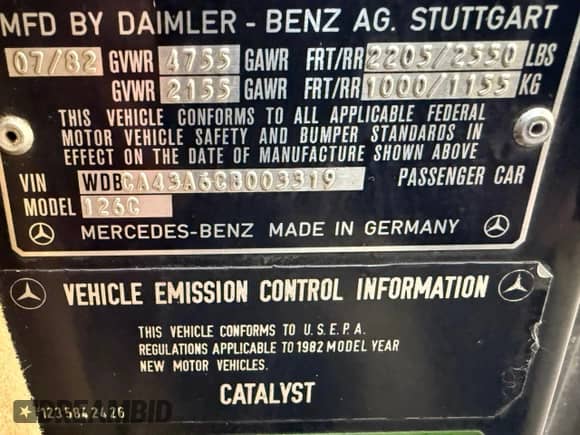 MFD BY DAIMLER - BENZ AG. STUTTGART
07/82 GVWR 4755 GAWR FRT/RR 2205/2550 LBS
GVWR 2155 GAWR FRT/RR 1000/1155 KG
THIS VEHICLE CONFORMS TO ALL APPLICABLE FEDERAL
MOTOR VEHICLE SAFETY AND BUMPER STANDARDS IN
EFFECT ON THE DATE OF MANUFACTURE SHOWN ABOVE
VIN WDBCA43A6CB003319 PASSENGER CAR
MODEL 126C
MERCEDES-BENZ MADE IN GERMANY
VEHICLE EMISSION CONTROL INFORMATION
THIS VEHICLE CONFORMS TO U.S.E.P.A.
REGULATIONS APPLICABLE TO 1982 MODEL YEAR
NEW MOTOR VEHICLES.
CATALYST
1235842426
DREAMBID